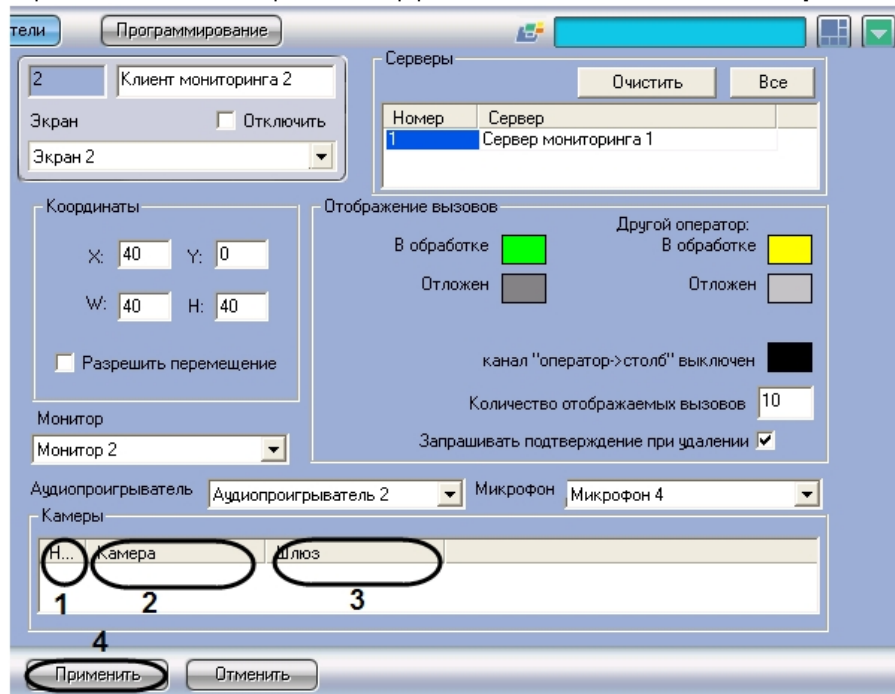 тели Программирование
2 Клиент мониторинга 2
Экран Отключить
Экран 2
Серверы
Очистить Все
Номер Сервер
1 Сервер мониторинга 1
Координаты
X: 40 Y: 0
W: 40 H: 40
Разрешить перемещение
Монитор
Монитор 2
Отображение вызовов
Другой оператор:
В обработке В обработке
Отложен Отложен
канал "оператор->столб" выключен
Количество отображаемых вызовов 10
Запрашивать подтверждение при удалении
Аудиопроигрыватель Аудиопроигрыватель 2 Микрофон Микрофон 4
Камеры
Н... Камера Шлюз
1 2 3
4
Применить Отменить